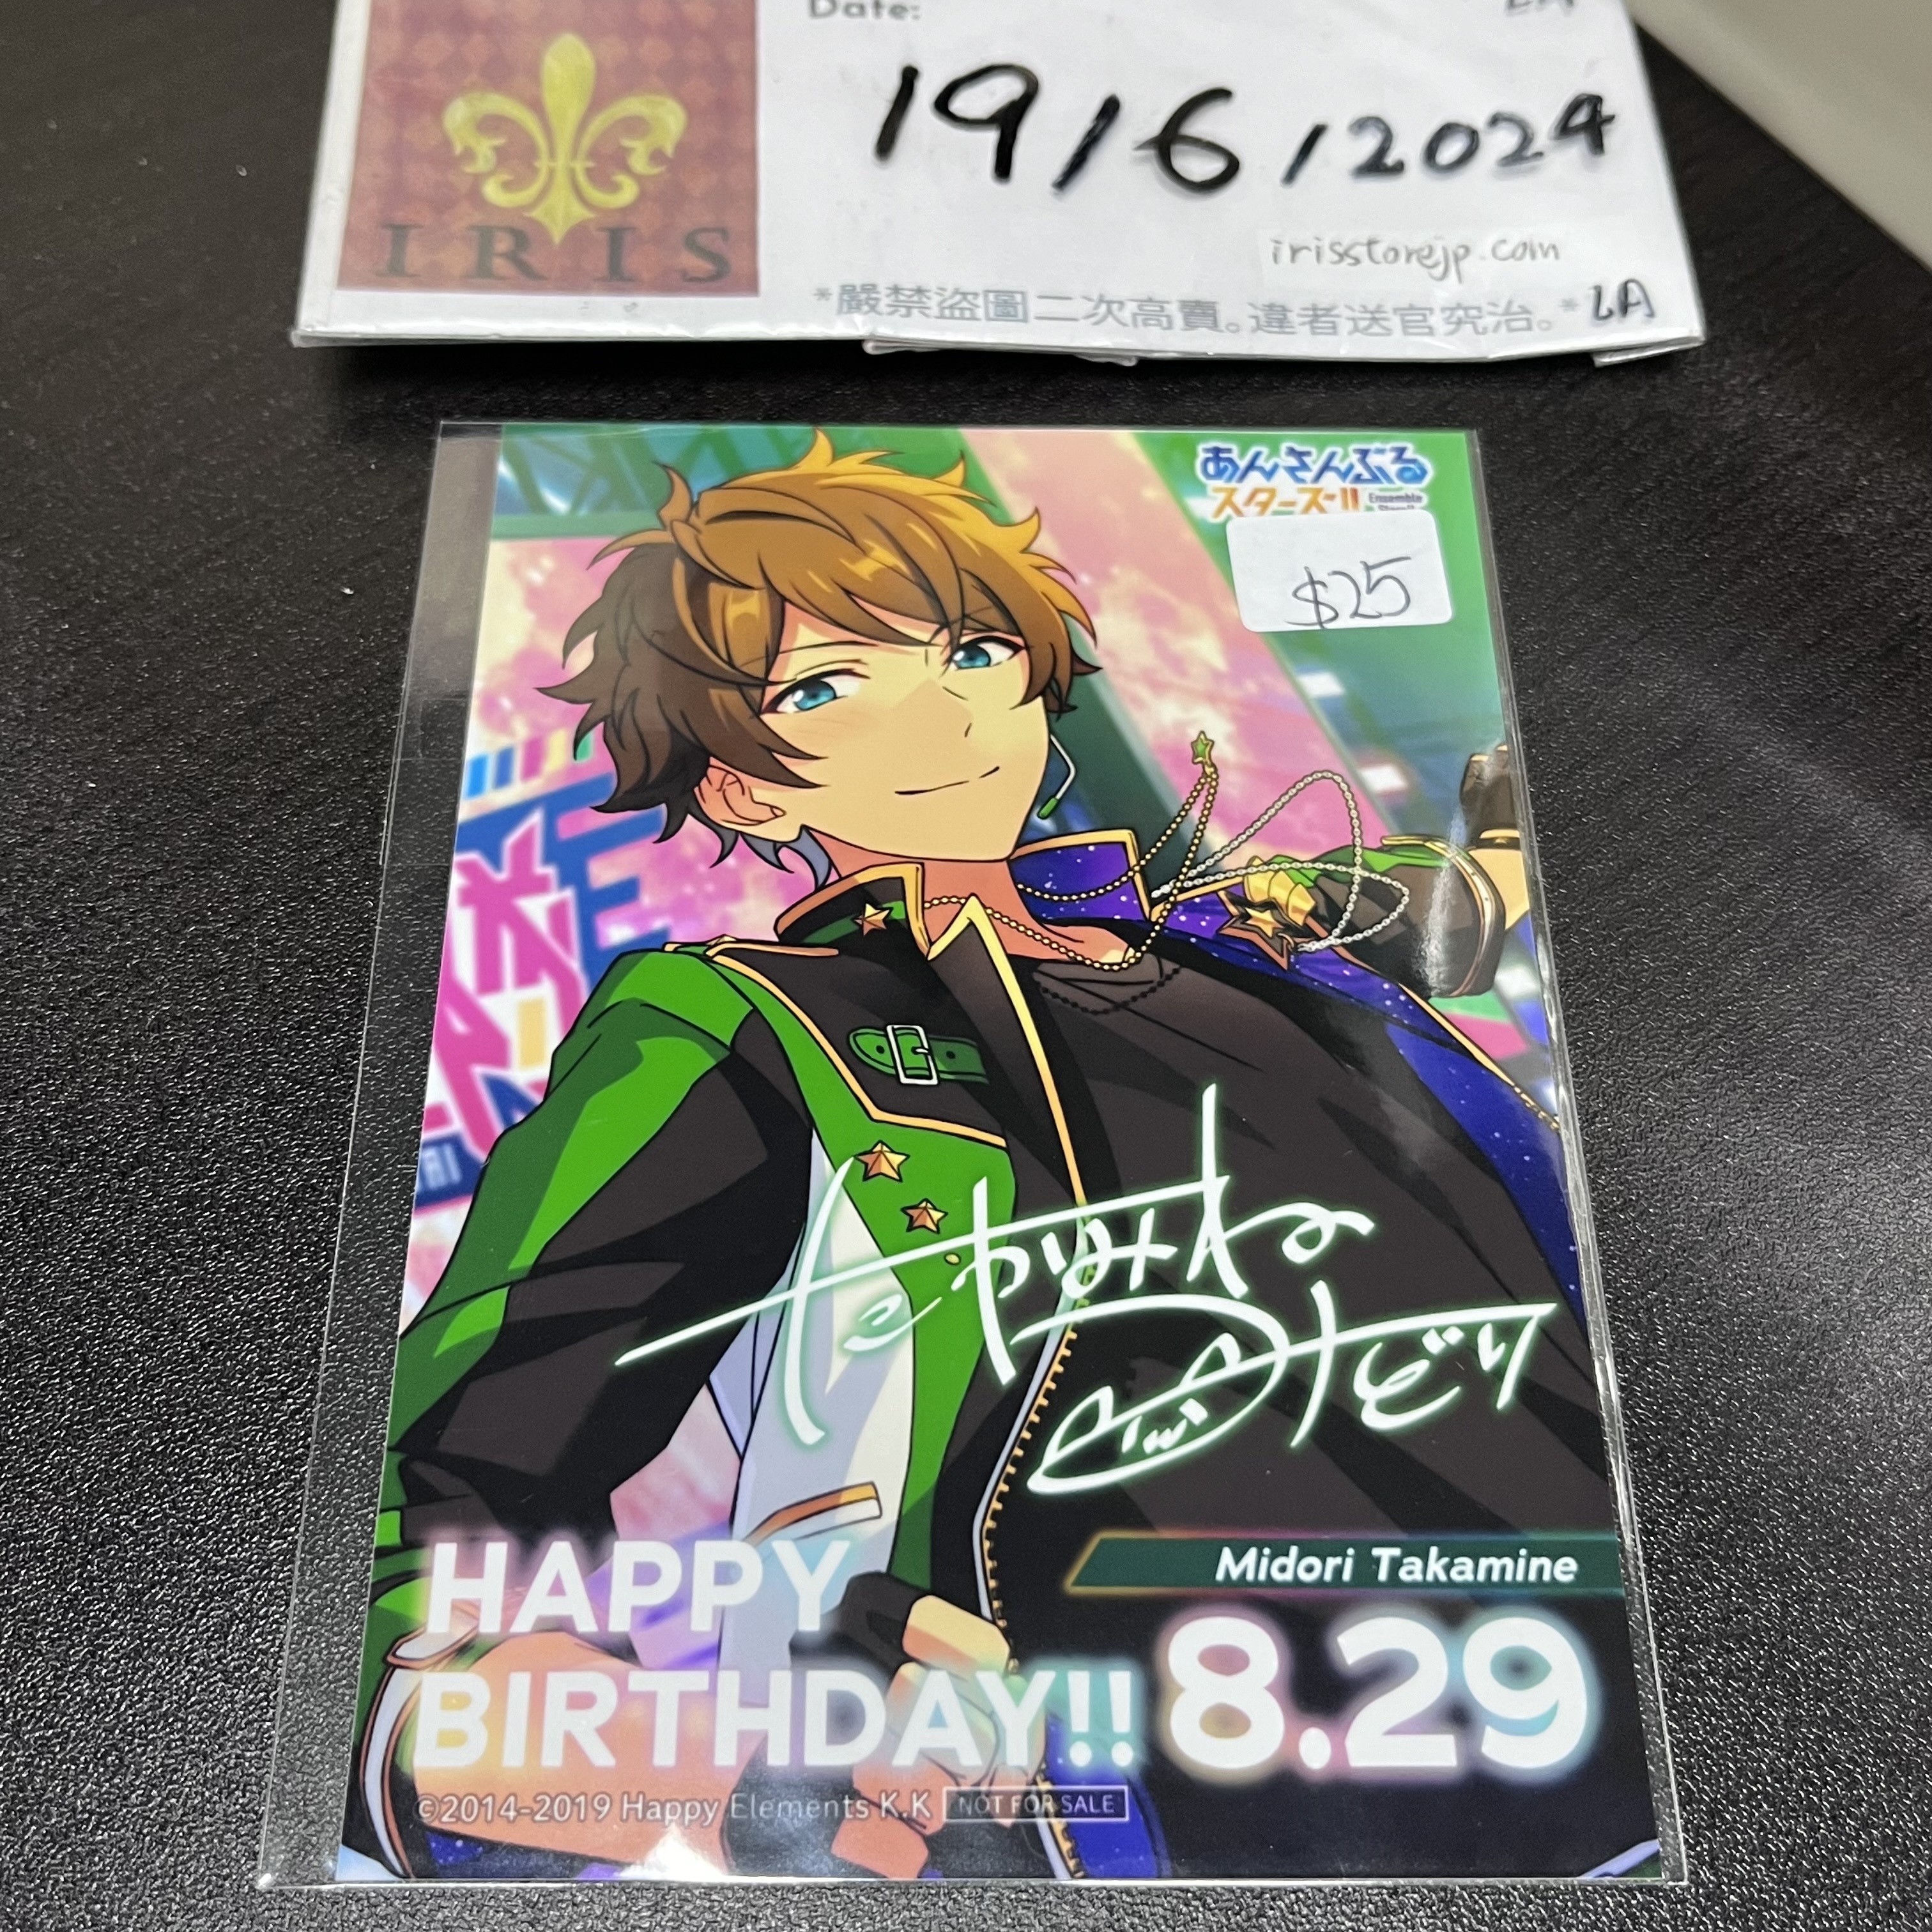 Date:
19/6/2024
IRIS
irisstorejp.com
*嚴禁盜圖二次高賣。違者送官究治。* LA
あんさんぶる
スターズ!!
Ensemble
$25
たかみね
みどり
Midori Takamine
HAPPY
BIRTHDAY!!
8.29
©2014-2019 Happy Elements K.K NOT FOR SALE